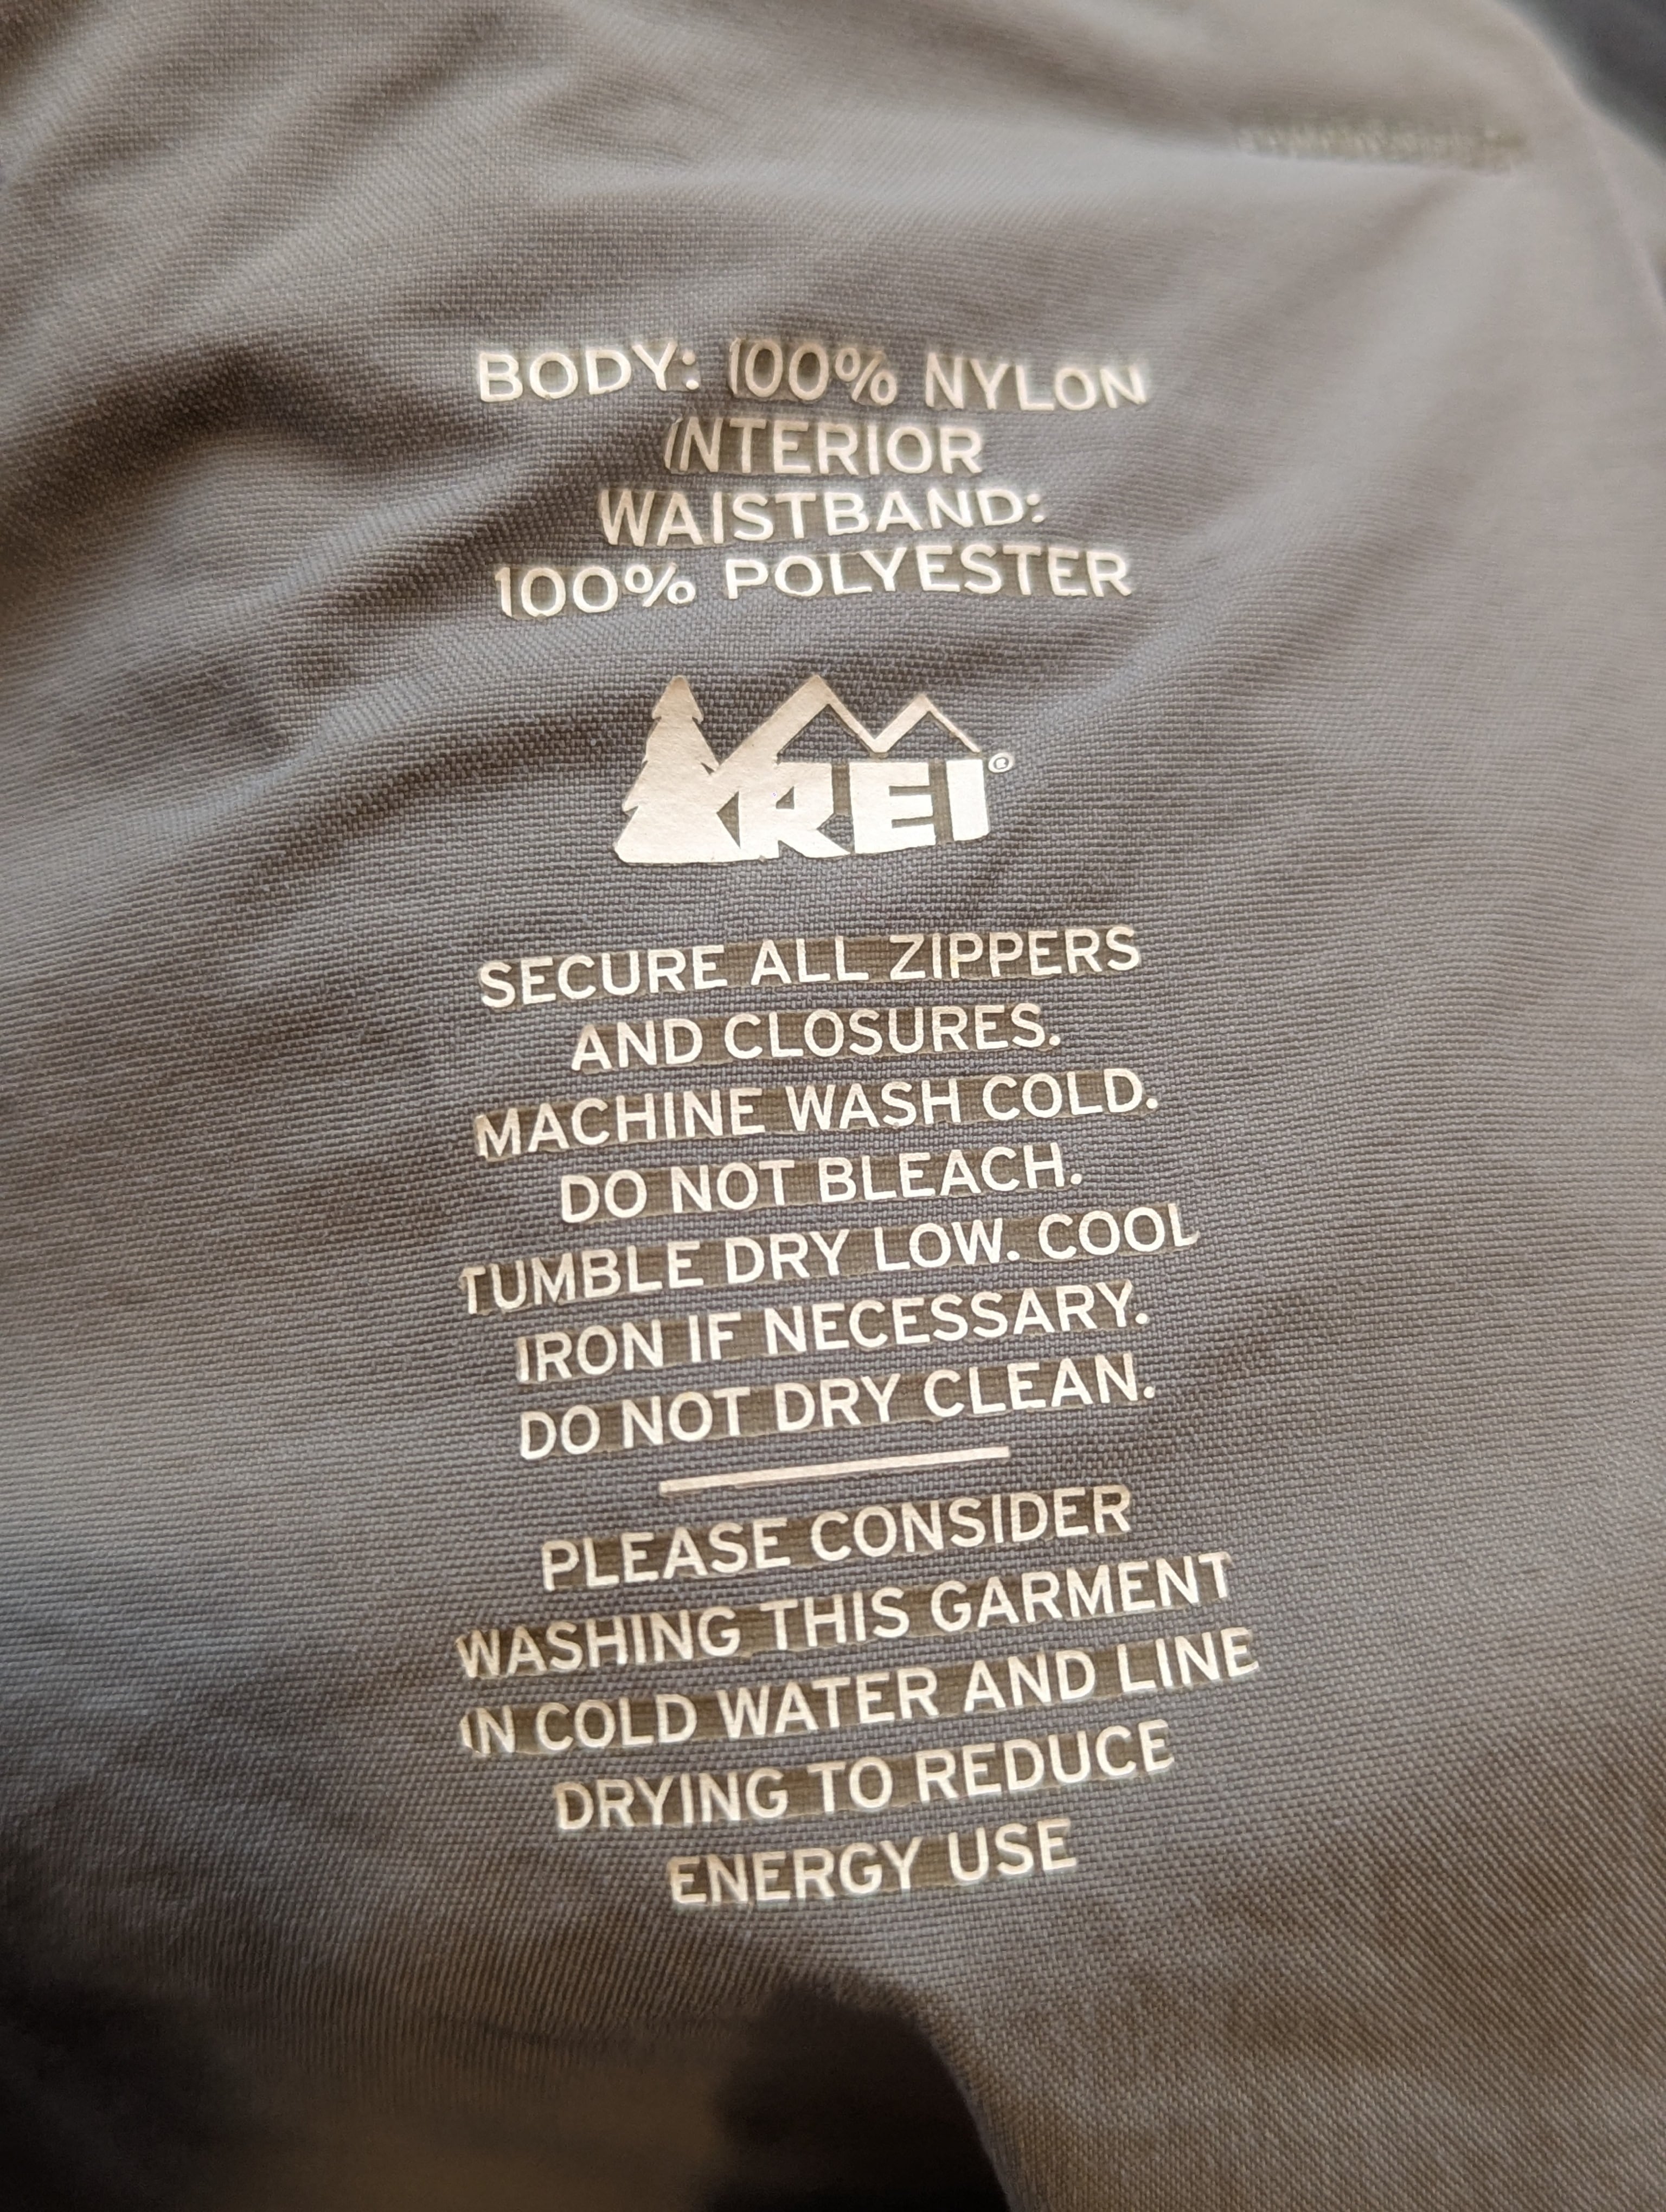 BODY: 100% NYLON
INTERIOR
WAISTBAND:
100% POLYESTER
REI®
SECURE ALL ZIPPERS
AND CLOSURES.
MACHINE WASH COLD.
DO NOT BLEACH.
TUMBLE DRY LOW. COOL
IRON IF NECESSARY.
DO NOT DRY CLEAN.
PLEASE CONSIDER
WASHING THIS GARMENT
IN COLD WATER AND LINE
DRYING TO REDUCE
ENERGY USE